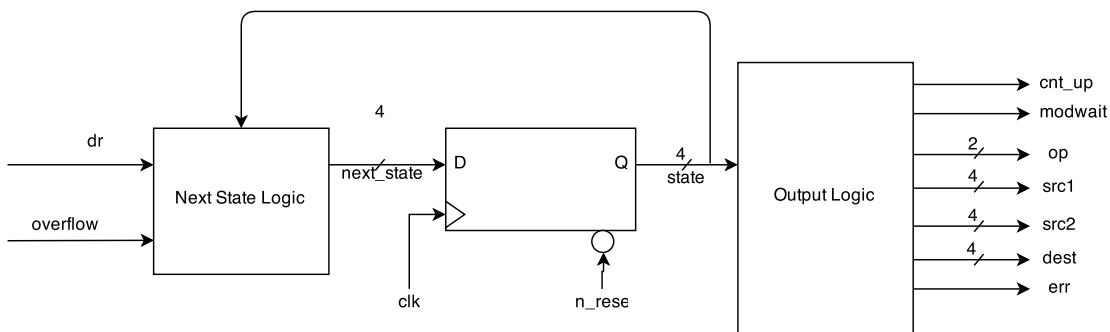 dr
overflow
Next State Logic
4
next_state
D
Q
clk
n_rese
4
state
Output Logic
cnt_up
modwait
2
op
4
src1
4
src2
4
dest
err